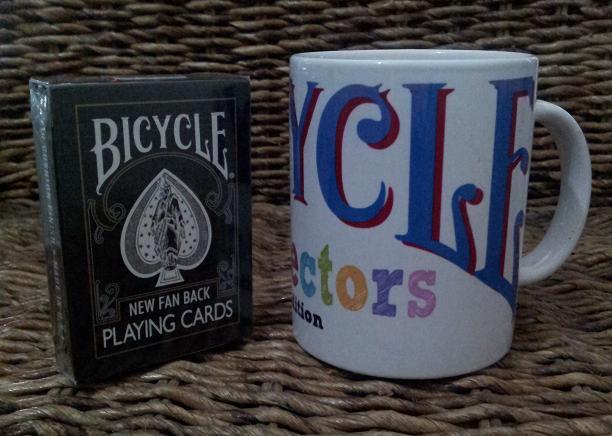 BICYCLE
NEW FAN BACK
PLAYING CARDS
YCLE
ectors
ition